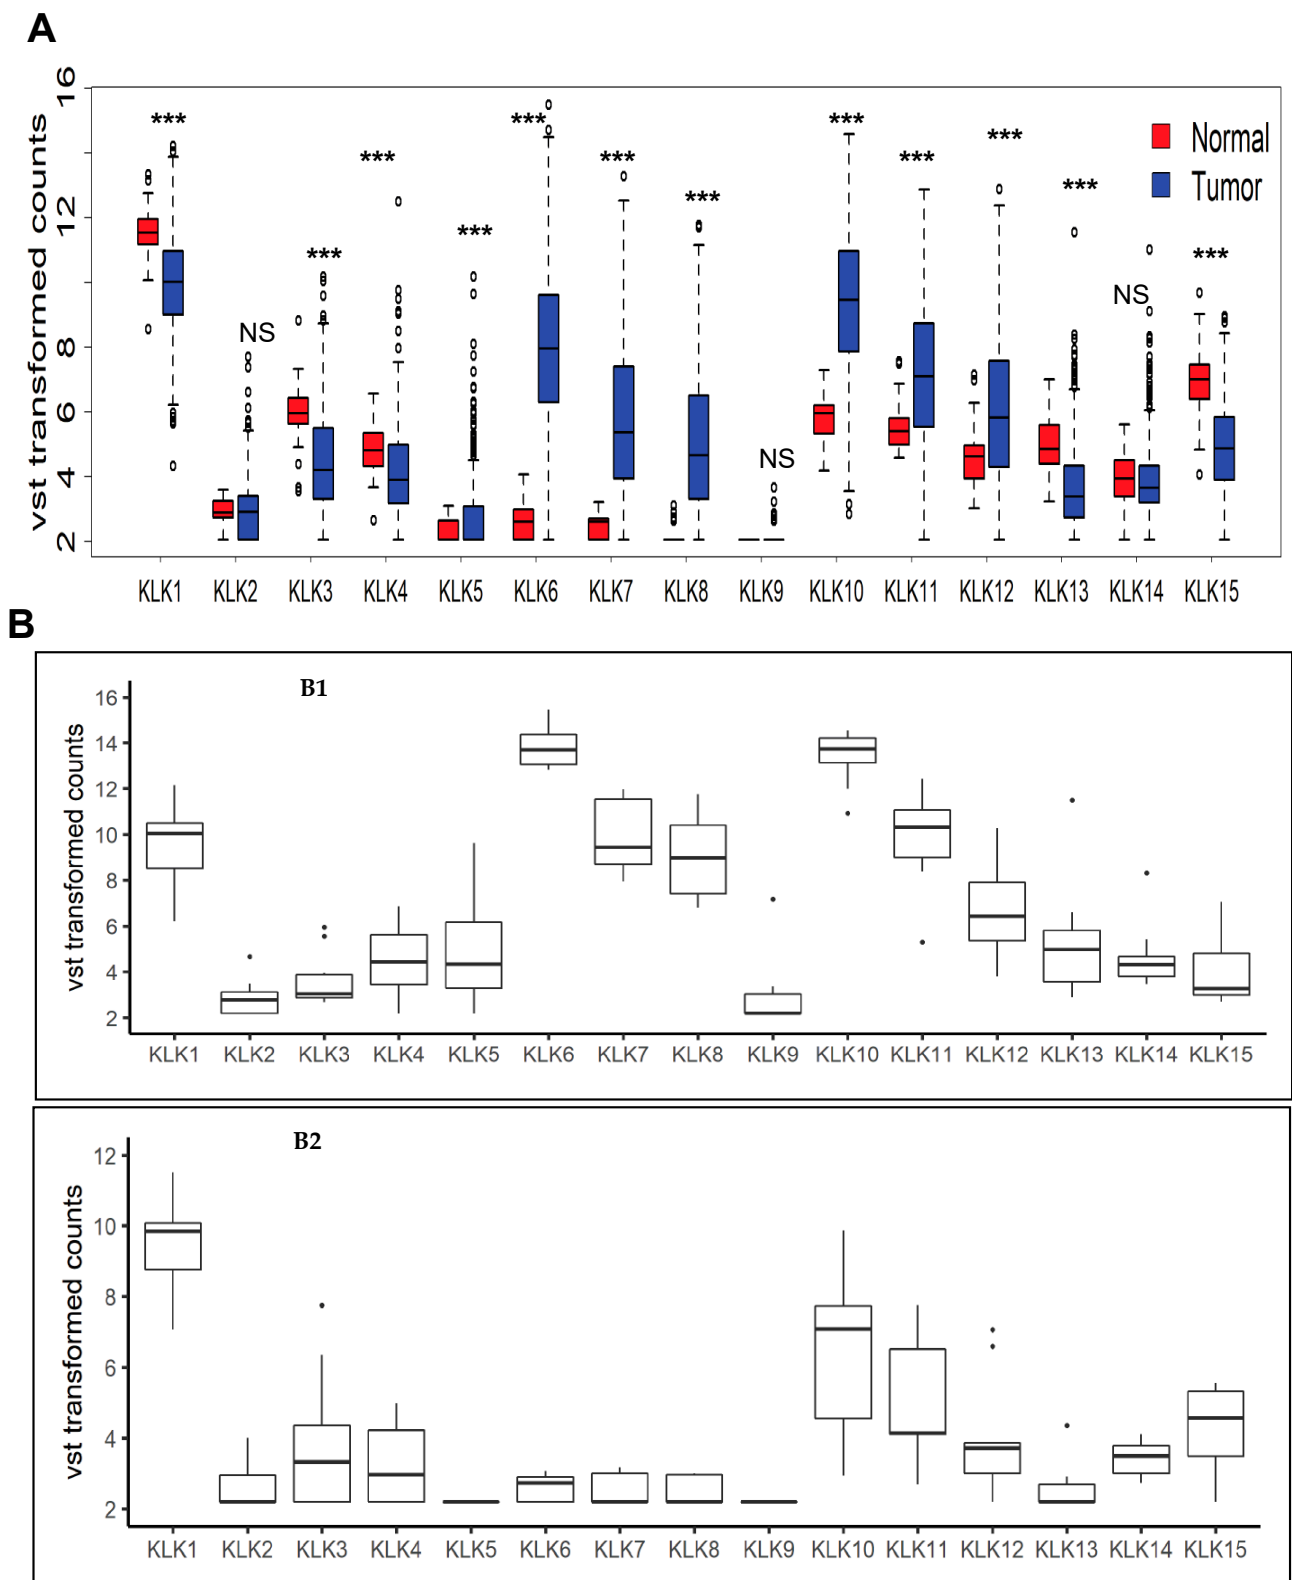 A
vst transformed counts
16
12
8
6
4
2
*** NS *** *** *** *** *** *** NS *** *** *** *** NS ***
Normal
Tumor
KLK1 KLK2 KLK3 KLK4 KLK5 KLK6 KLK7 KLK8 KLK9 KLK10 KLK11 KLK12 KLK13 KLK14 KLK15
B
B1
vst transformed counts
16
14
12
10
8
6
4
2
KLK1 KLK2 KLK3 KLK4 KLK5 KLK6 KLK7 KLK8 KLK9 KLK10 KLK11 KLK12 KLK13 KLK14 KLK15
B2
vst transformed counts
12
10
8
6
4
2
KLK1 KLK2 KLK3 KLK4 KLK5 KLK6 KLK7 KLK8 KLK9 KLK10 KLK11 KLK12 KLK13 KLK14 KLK15